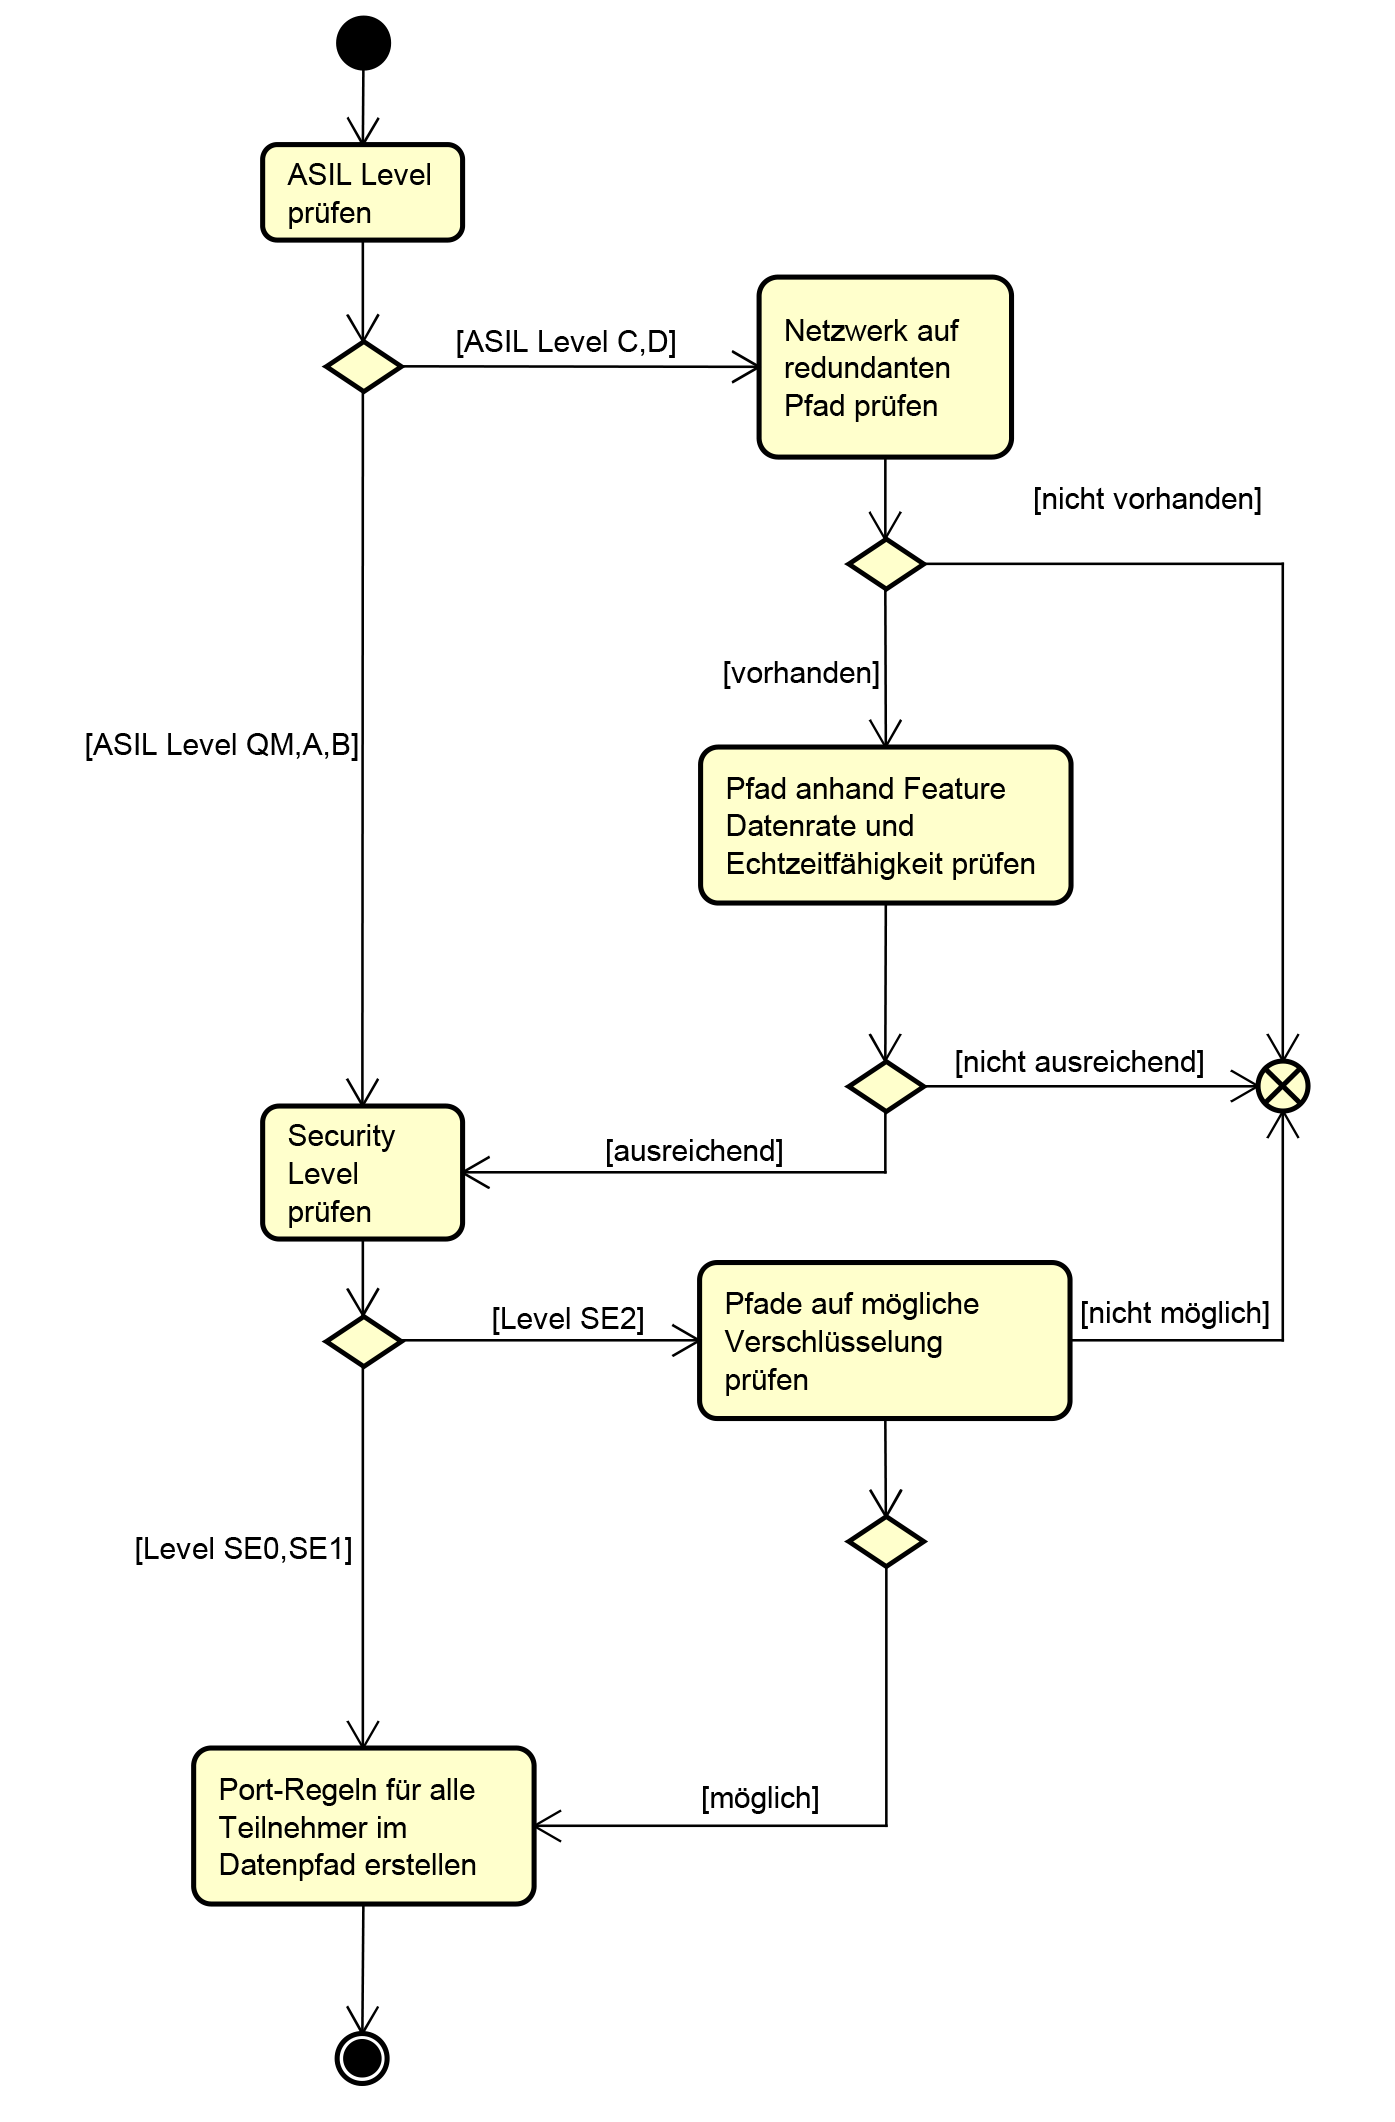 ASIL Level
prüfen
[ASIL Level C,D]
Netzwerk auf
redundanten
Pfad prüfen
[nicht vorhanden]
[vorhanden]
[ASIL Level QM,A,B]
Pfad anhand Feature
Datenrate und
Echtzeitfähigkeit prüfen
[nicht ausreichend]
[ausreichend]
Security
Level
prüfen
[Level SE2]
Pfade auf mögliche
Verschlüsselung
prüfen
[nicht möglich]
[Level SE0,SE1]
[möglich]
Port-Regeln für alle
Teilnehmer im
Datenpfad erstellen